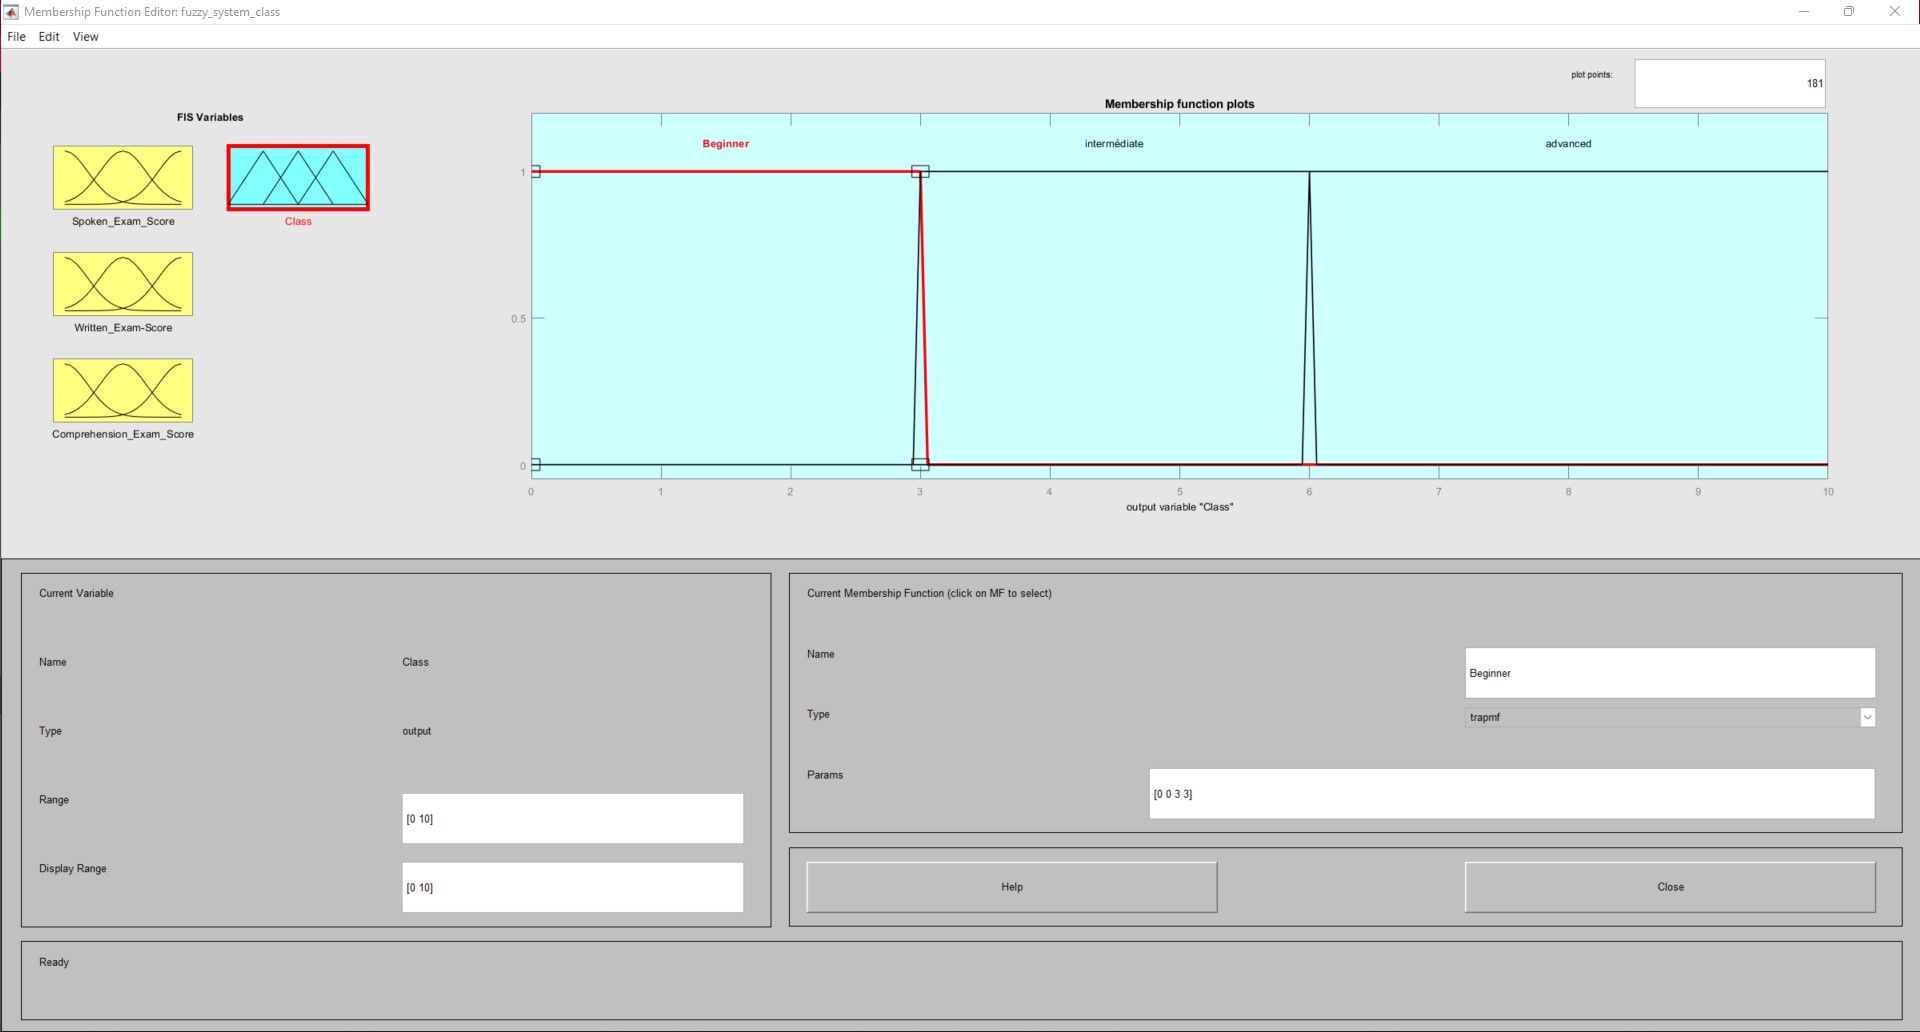 Membership Function Editor: fuzzy_system_class
File Edit View
plot points:
181
FIS Variables
Spoken_Exam_Score
Class
Written_Exam-Score
Comprehension_Exam_Score
Membership function plots
Beginner
intermédiate
advanced
1
0.5
0
0 1 2 3 4 5 6 7 8 9 10
output variable "Class"
Current Variable
Name Class
Type output
Range [0 10]
Display Range [0 10]
Current Membership Function (click on MF to select)
Name Beginner
Type trapmf
Params [0 0 3 3]
Help
Close
Ready